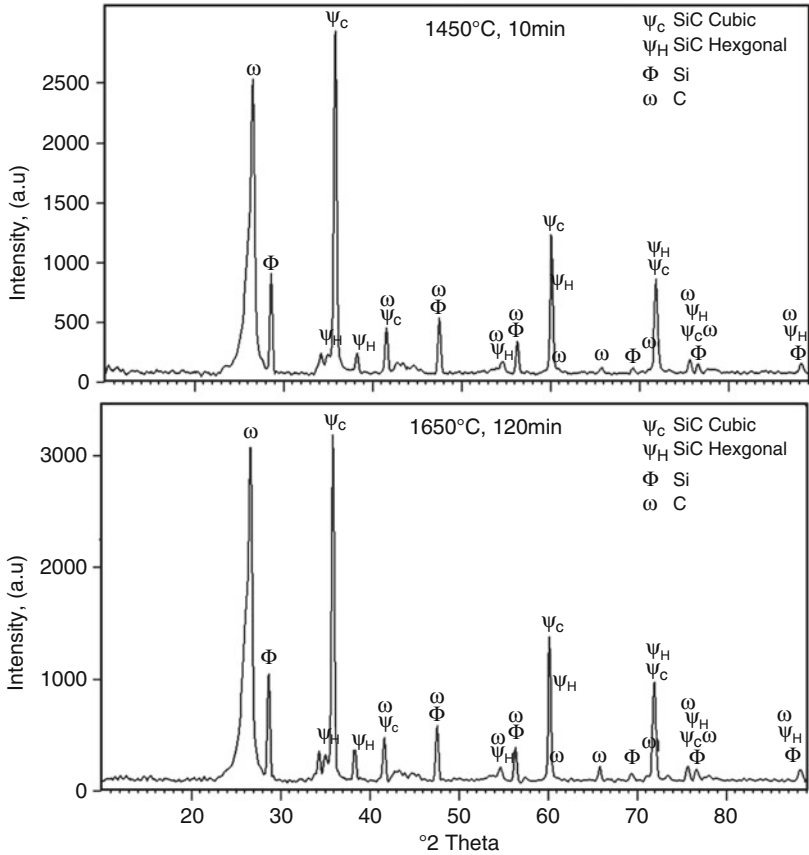 1450°C, 10min
ψc SiC Cubic
ψH SiC Hexgonal
Φ Si
ω C
Intensity, (a.u)
2500
2000
1500
1000
500
0
ω
Φ
ψH
ψc
ψH
ω
ψc
ω
Φ
ω
ψH
ω
Φ
ψc
ψH
ω
ω
Φ
ω
ψH
ψc
ω
ψH
ψc ω
Φ
ω
ψH
Φ
1650°C, 120min
ψc SiC Cubic
ψH SiC Hexgonal
Φ Si
ω C
Intensity, (a.u)
3000
2000
1000
0
ω
Φ
ψH
ψc
ψH
ω
ψc
ω
Φ
ω
ψH
ω
Φ
ψc
ψH
ω
ω
Φ
ω
ψH
ψc
ω
ψH
ψc ω
Φ
ω
ψH
Φ
20 30 40 50 60 70 80
°2 Theta